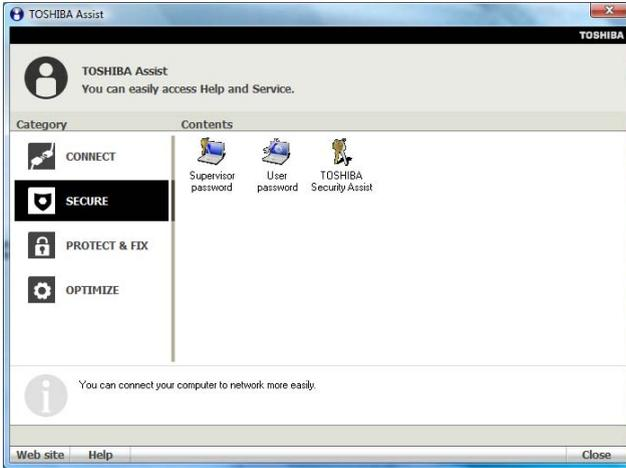 TOSHIBA Assist
TOSHIBA
TOSHIBA Assist
You can easily access Help and Service.
Category
Contents
CONNECT
SECURE
PROTECT & FIX
OPTIMIZE
Supervisor
password
User
password
TOSHIBA
Security Assist
You can connect your computer to network more easily.
Web site
Help
Close